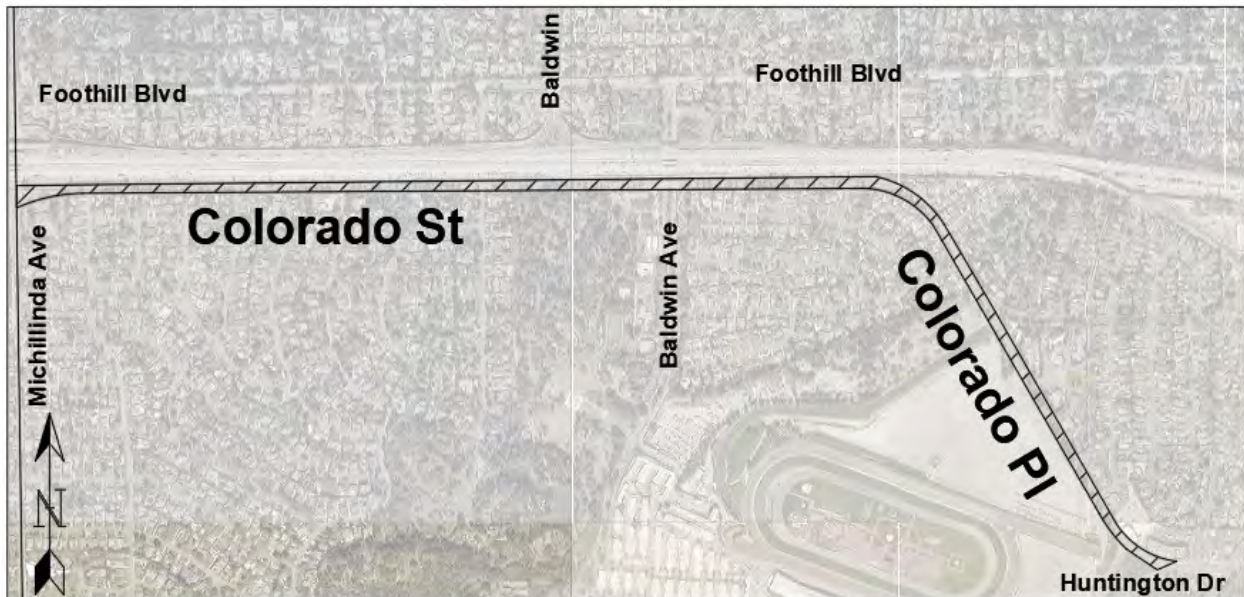 Foothill Blvd
Baldwin
Foothill Blvd
Colorado St
Michillinda Ave
Baldwin Ave
Colorado Pl
N
Huntington Dr